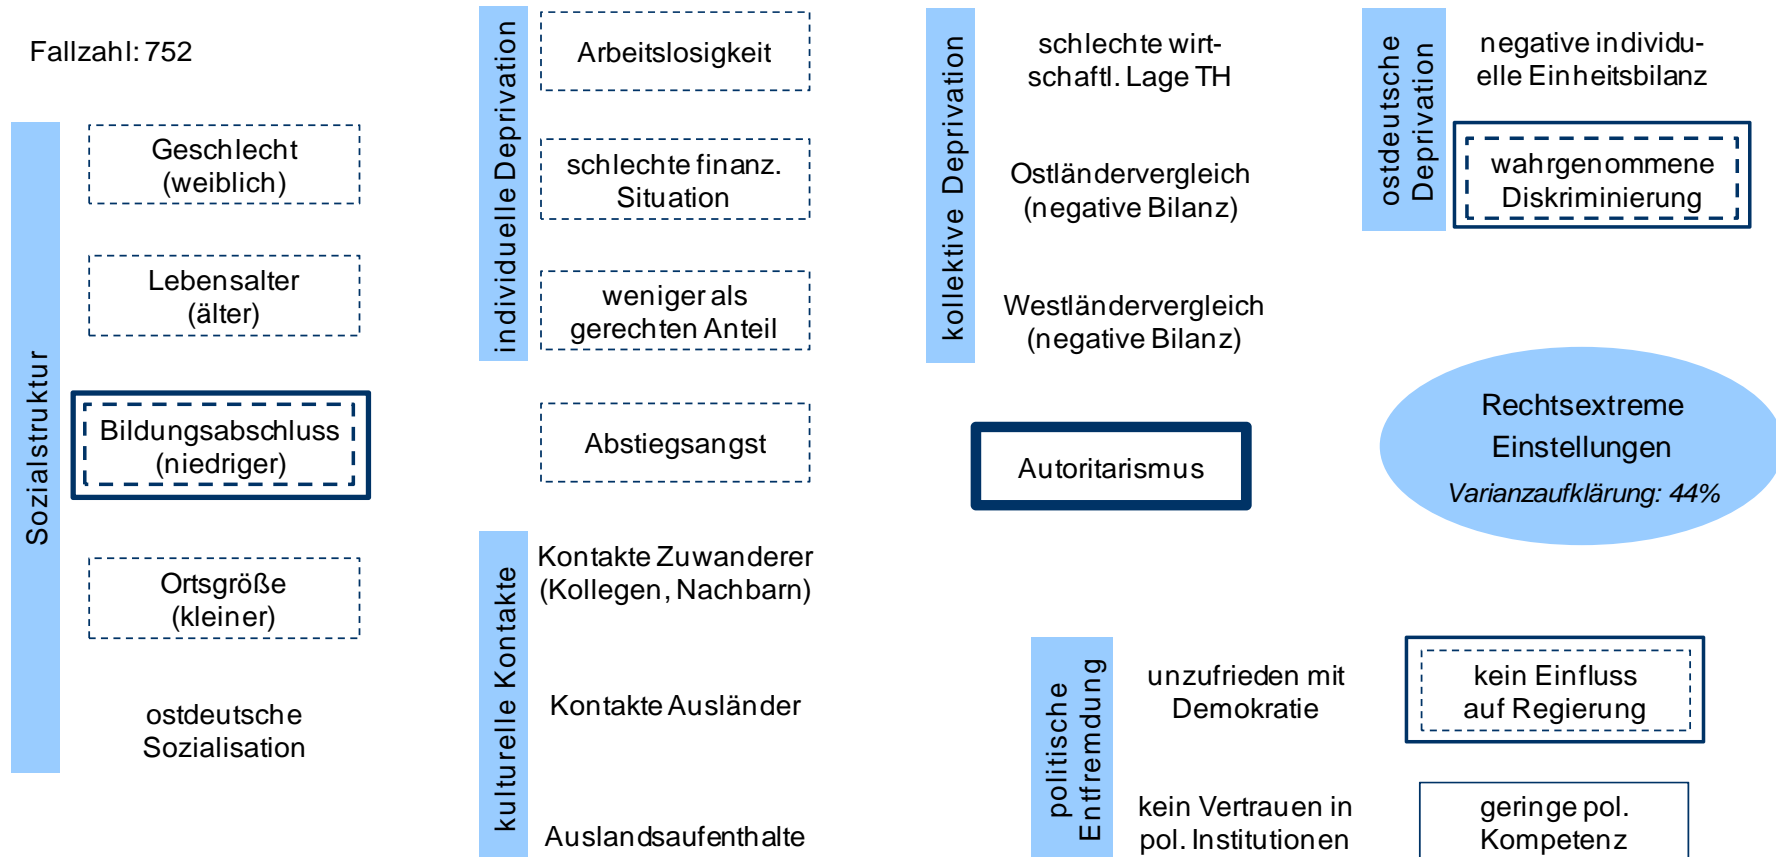 Fallzahl: 752
Sozialstruktur
Geschlecht
(weiblich)
Lebensalter
(älter)
Bildungsabschluss
(niedriger)
Ortsgröße
(kleiner)
ostdeutsche
Sozialisation
individuelle Deprivation
Arbeitslosigkeit
schlechte finanz.
Situation
weniger als
gerechten Anteil
Abstiegsangst
kulturelle Kontakte
Kontakte Zuwanderer
(Kollegen, Nachbarn)
Kontakte Ausländer
Auslandsaufenthalte
kollektive Deprivation
schlechte wirt-
schaftl. Lage TH
Ostländervergleich
(negative Bilanz)
Westländervergleich
(negative Bilanz)
Autoritarismus
ostdeutsche
Deprivation
negative individu-
elle Einheitsbilanz
wahrgenommene
Diskriminierung
Rechtsextreme
Einstellungen
Varianzaufklärung: 44%
politische
Entfremdung
unzufrieden mit
Demokratie
kein Einfluss
auf Regierung
kein Vertrauen in
pol. Institutionen
geringe pol.
Kompetenz